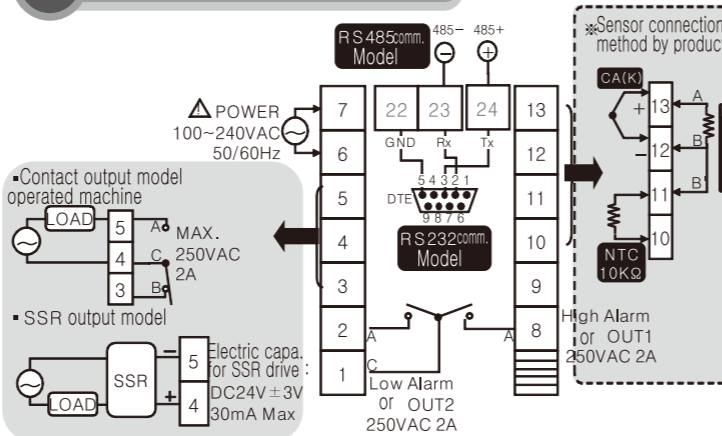 RS485comm.
Model
485-
485+
※Sensor connection
method by product
CA(K)
+
-
13
12
11
10
A
B
B'
NTC
10KΩ
⚠ POWER
100~240VAC
50/60Hz
7
6
5
4
3
2
1
22
23
24
GND
Rx
Tx
5 4 3 2 1
DTE
9 8 7 6
RS232comm.
Model
13
12
11
10
9
8
▪Contact output model
operated machine
LOAD
5
4
3
A
C
B
MAX.
250VAC
2A
▪ SSR output model
SSR
LOAD
-
+
5
4
Electric capa.
for SSR drive :
DC24V±3V
30mA Max
A
C
A
Low Alarm
or OUT2
250VAC 2A
High Alarm
or OUT1
250VAC 2A